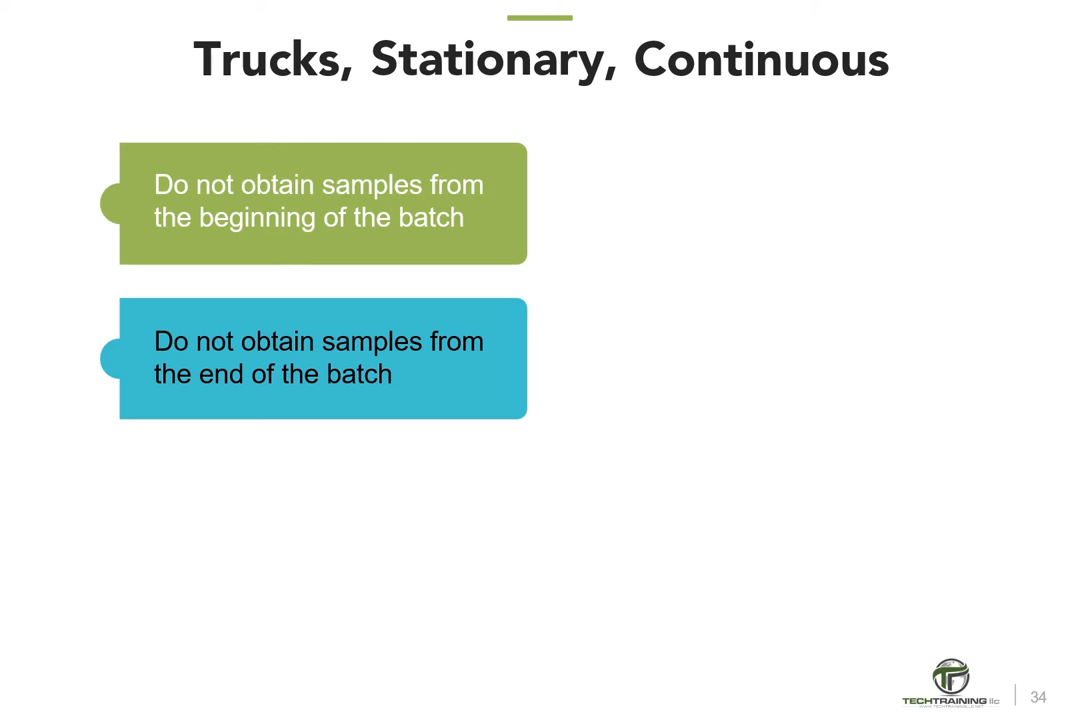 Trucks, Stationary, Continuous
Do not obtain samples from
the beginning of the batch
Do not obtain samples from
the end of the batch
TECHTRAINING llc
34